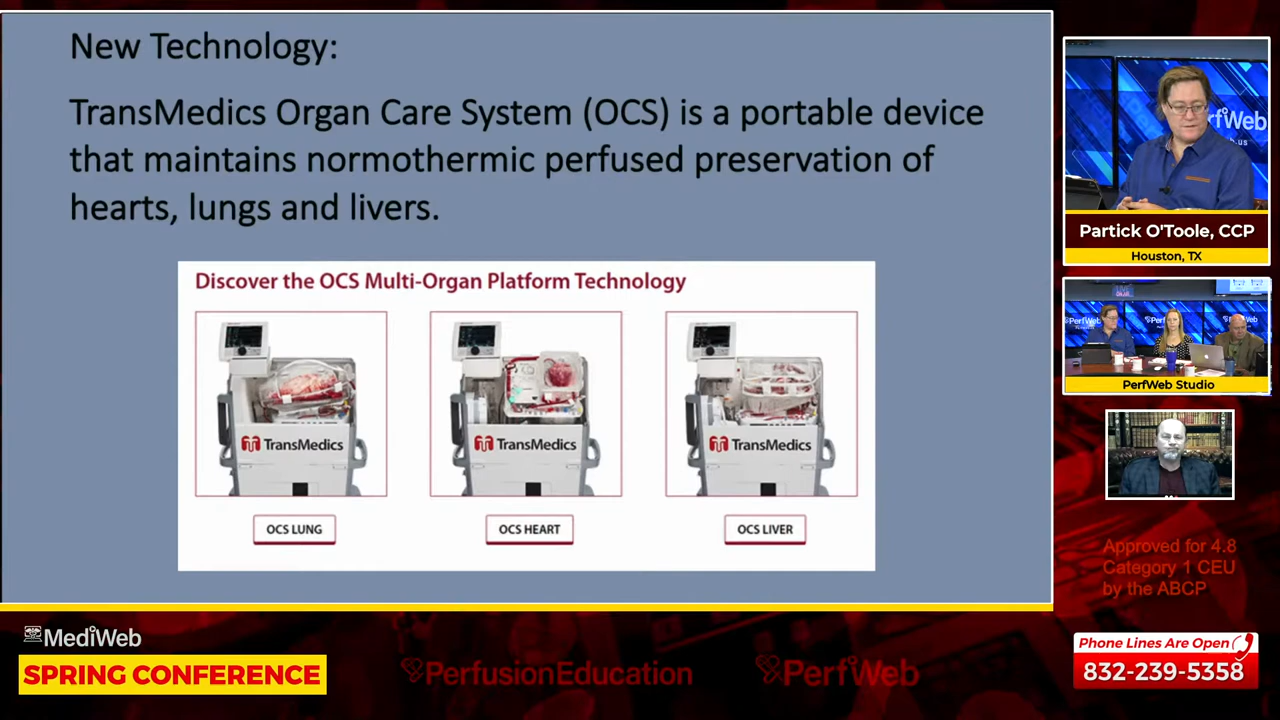 New Technology:
TransMedics Organ Care System (OCS) is a portable device
that maintains normothermic perfused preservation of
hearts, lungs and livers.
Discover the OCS Multi-Organ Platform Technology
TransMedics
TransMedics
TransMedics
OCS LUNG
OCS HEART
OCS LIVER
rfWeb
Partick O'Toole, CCP
Houston, TX
PerfWeb
PerfWeb Studio
Approved for 4.8
Category 1 CEU
by the ABCP
MediWeb
SPRING CONFERENCE
PerfusionEducation
PerfWeb
Phone Lines Are Open
832-239-5358